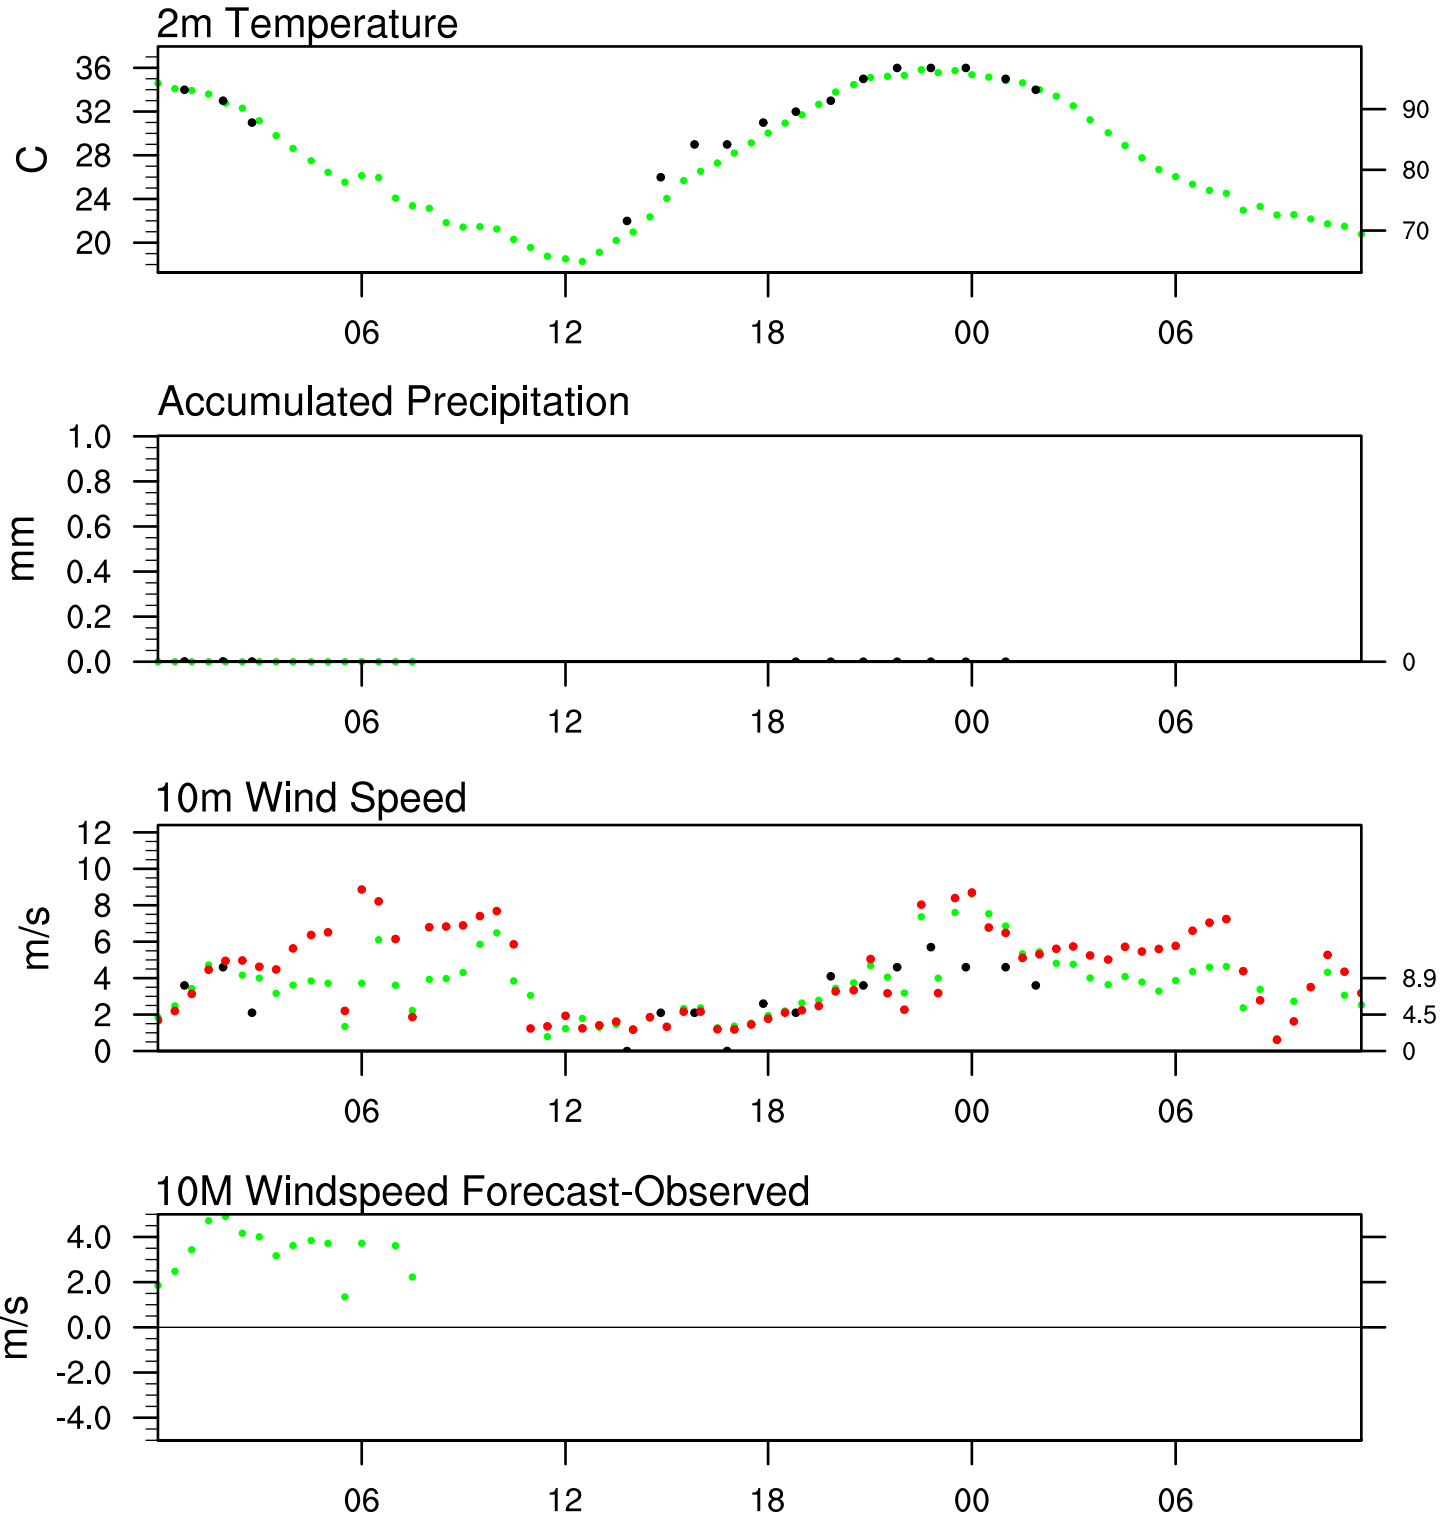 2m Temperature
36
32
28
24
20
C
90
80
70
06 12 18 00 06
Accumulated Precipitation
1.0
0.8
0.6
0.4
0.2
0.0
mm
0
06 12 18 00 06
10m Wind Speed
12
10
8
6
4
2
0
m/s
8.9
4.5
0
06 12 18 00 06
10M Windspeed Forecast-Observed
4.0
2.0
0.0
-2.0
-4.0
m/s
06 12 18 00 06